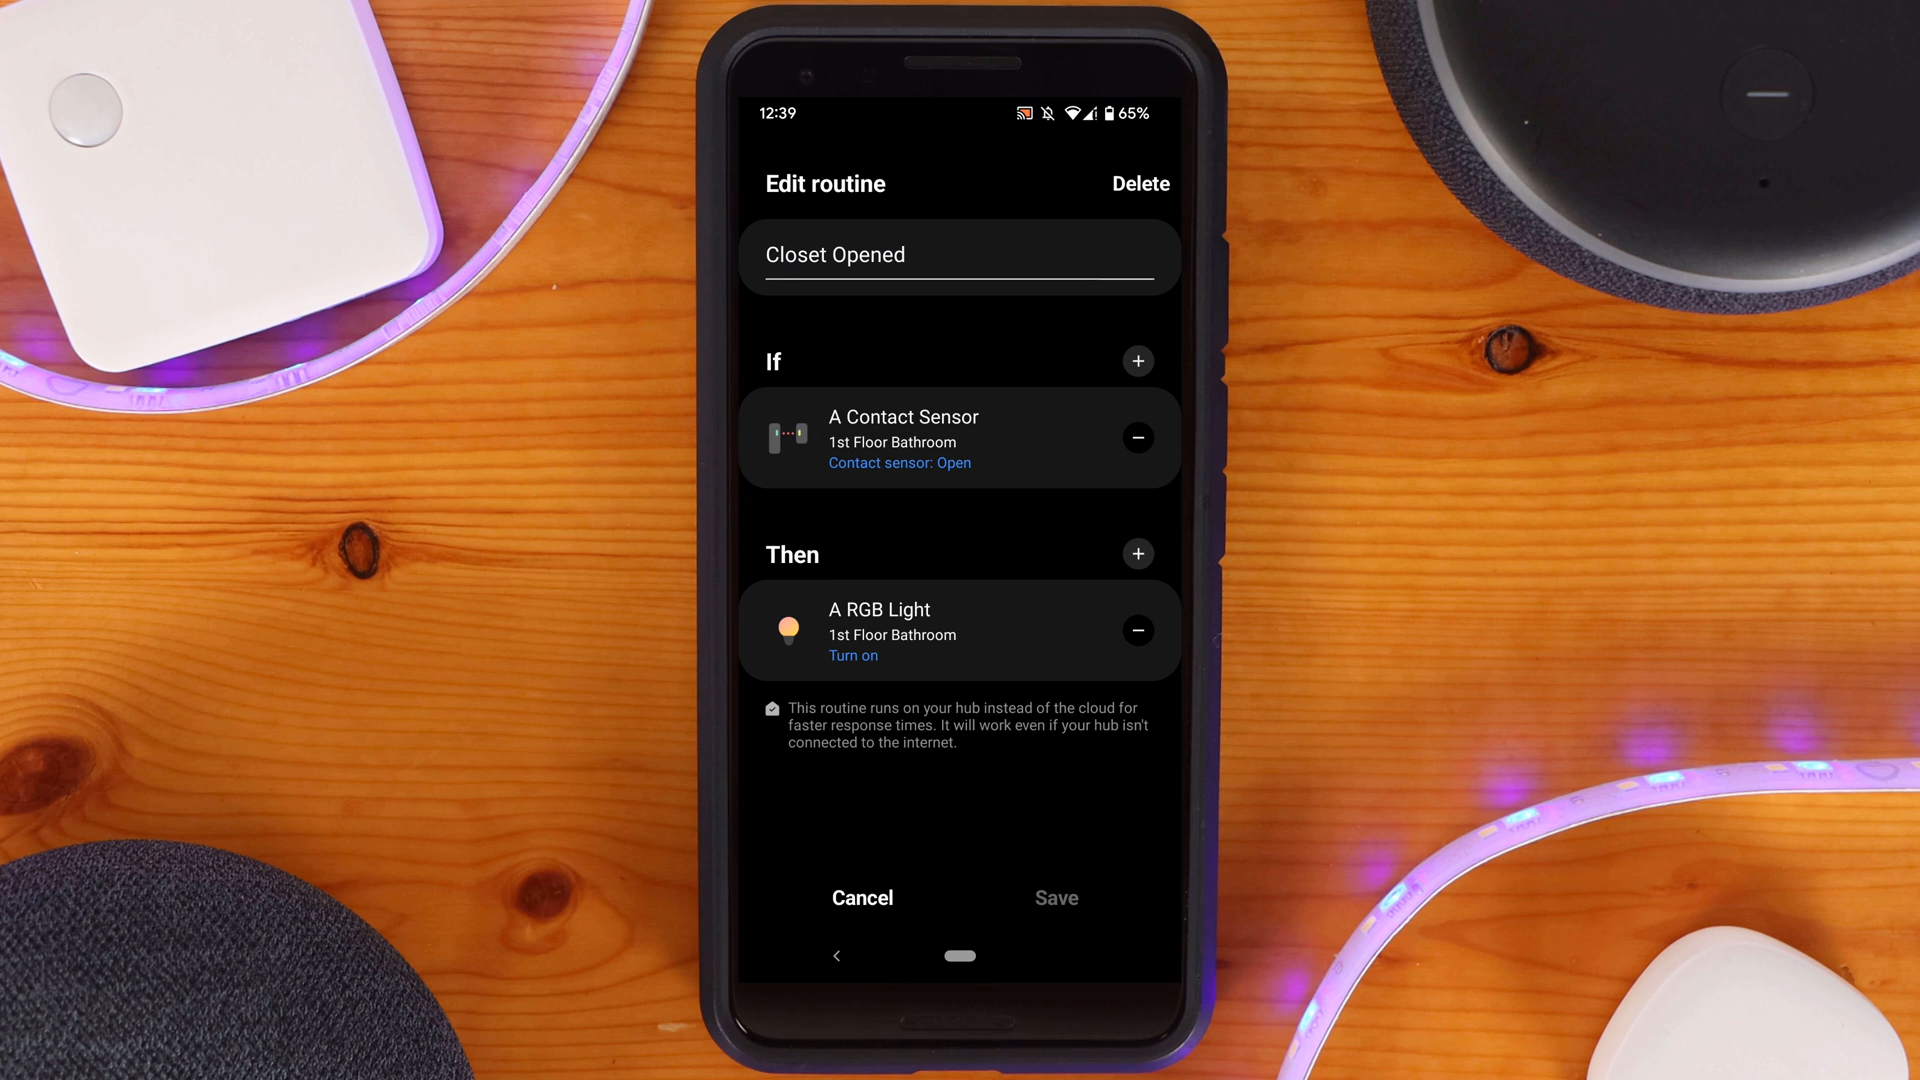 12:39
65%
Edit routine
Delete
Closet Opened
If
+
A Contact Sensor
1st Floor Bathroom
Contact sensor: Open
−
Then
+
A RGB Light
1st Floor Bathroom
Turn on
−
This routine runs on your hub instead of the cloud for
faster response times. It will work even if your hub isn't
connected to the internet.
Cancel
Save